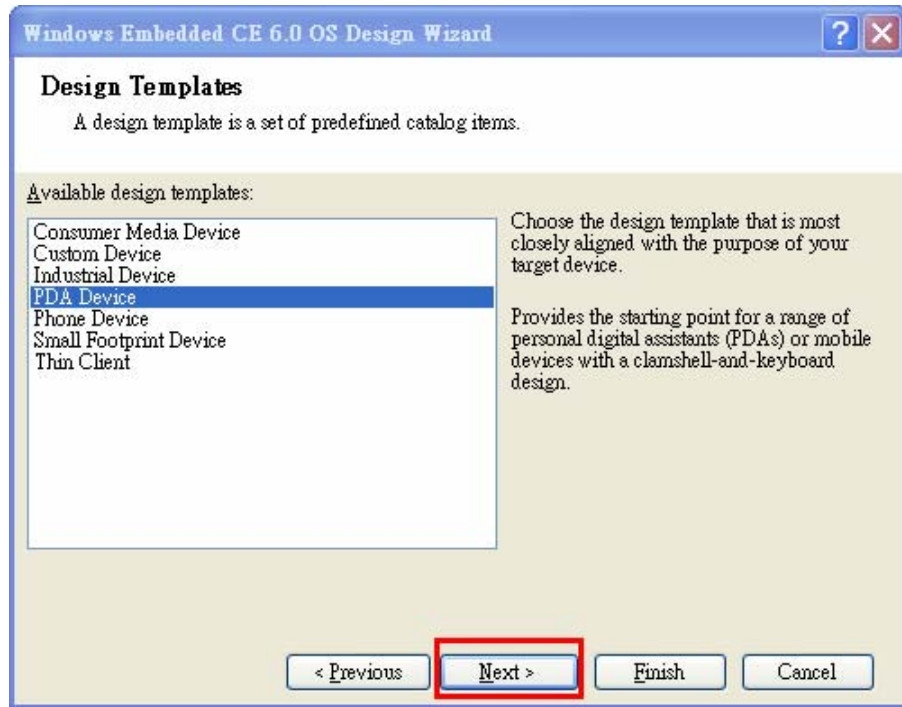 Windows Embedded CE 6.0 OS Design Wizard
Design Templates
A design template is a set of predefined catalog items.
Available design templates:
Consumer Media Device
Custom Device
Industrial Device
PDA Device
Phone Device
Small Footprint Device
Thin Client
Choose the design template that is most
closely aligned with the purpose of your
target device.
Provides the starting point for a range of
personal digital assistants (PDAs) or mobile
devices with a clamshell-and-keyboard
design.
< Previous
Next >
Finish
Cancel